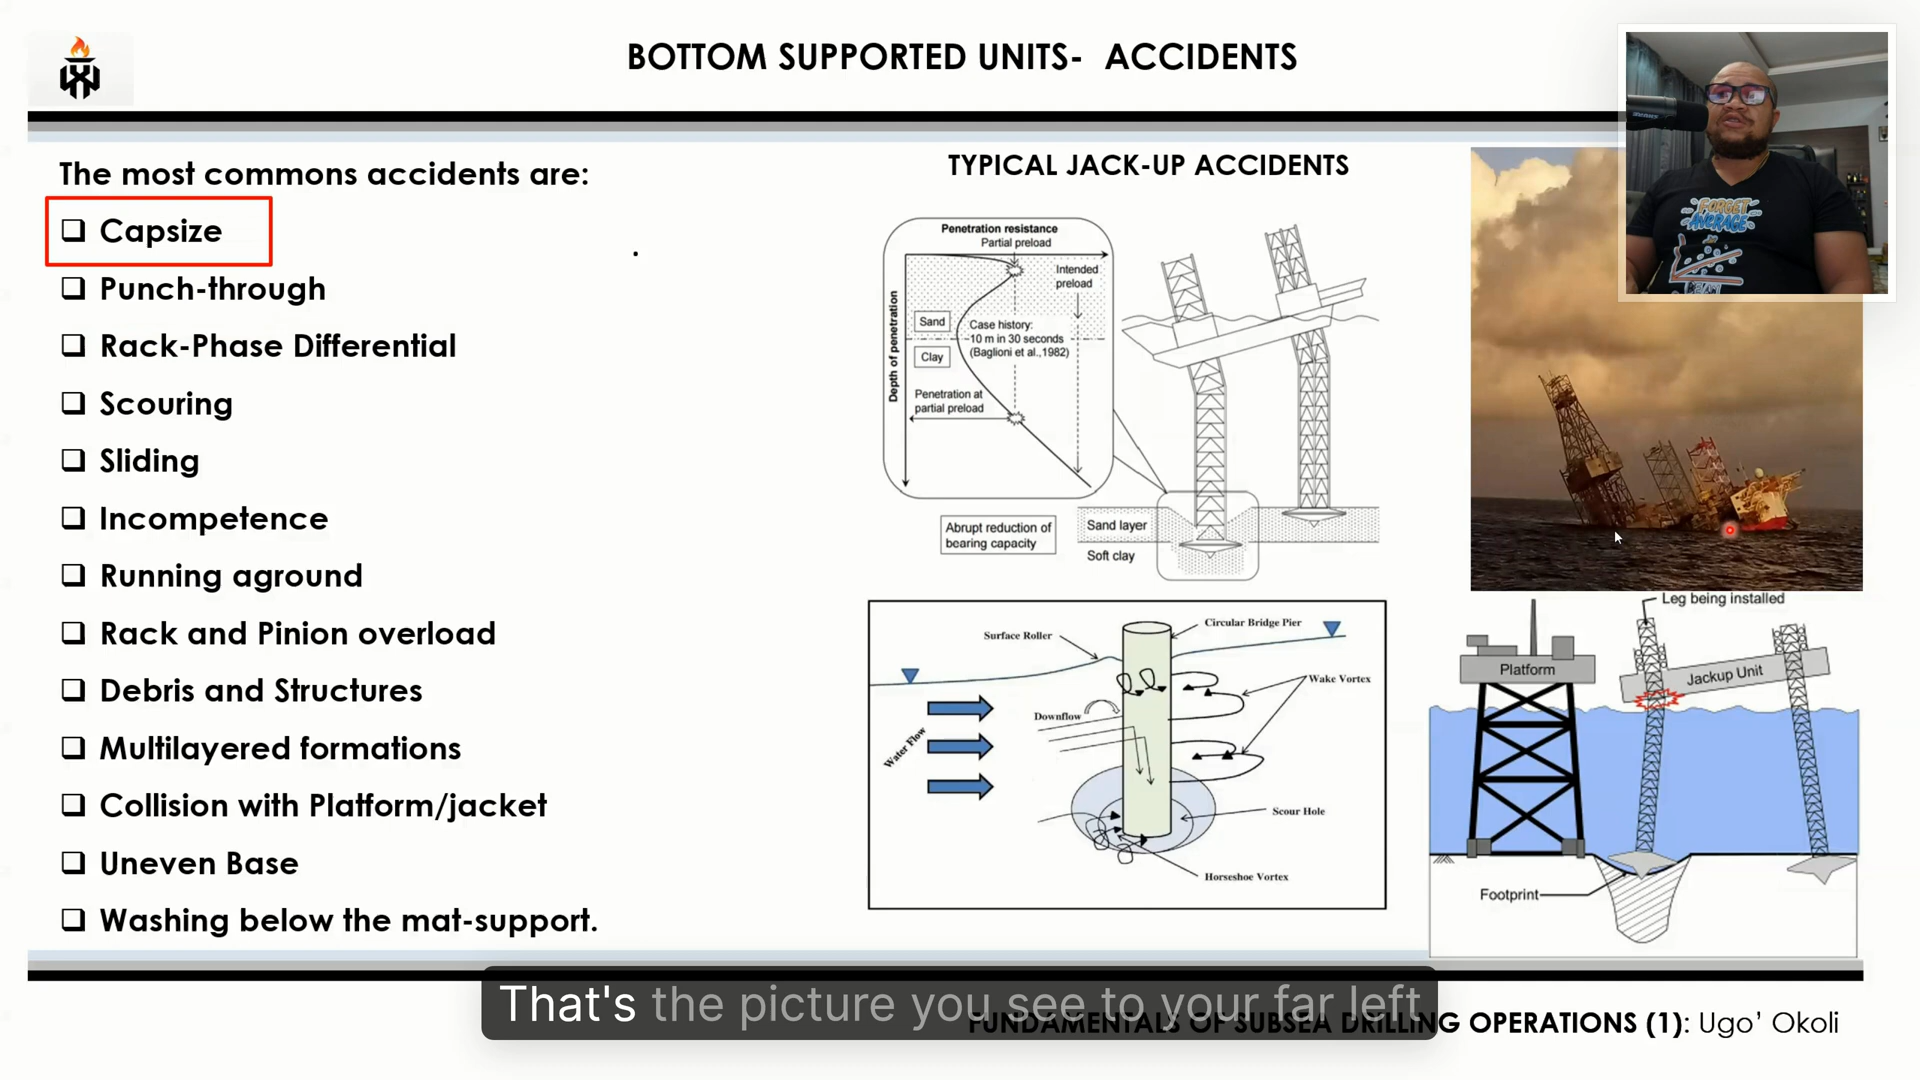 BOTTOM SUPPORTED UNITS-  ACCIDENTS
The most commons accidents are:
Capsize
Punch-through
Rack-Phase Differential
Scouring
Sliding
Incompetence
Running aground
Rack and Pinion overload
Debris and Structures
Multilayered formations
Collision with Platform/jacket
Uneven Base
Washing below the mat-support.
TYPICAL JACK-UP ACCIDENTS
Penetration resistance
Partial preload
Intended
preload
Depth of penetration
Sand
Case history:
10 m in 30 seconds
(Baglioni et al.,1982)
Clay
Penetration at
partial preload
Abrupt reduction of
bearing capacity
Sand layer
Soft clay
FORGET
AVERAGE
Surface Roller
Circular Bridge Pier
Wake Vortex
Downflow
Water Flow
Scour Hole
Horseshoe Vortex
Leg being installed
Platform
Jackup Unit
Footprint
That's the picture you see to your far left
FUNDAMENTALS OF SUBSEA DRILLING OPERATIONS (1): Ugo' Okoli